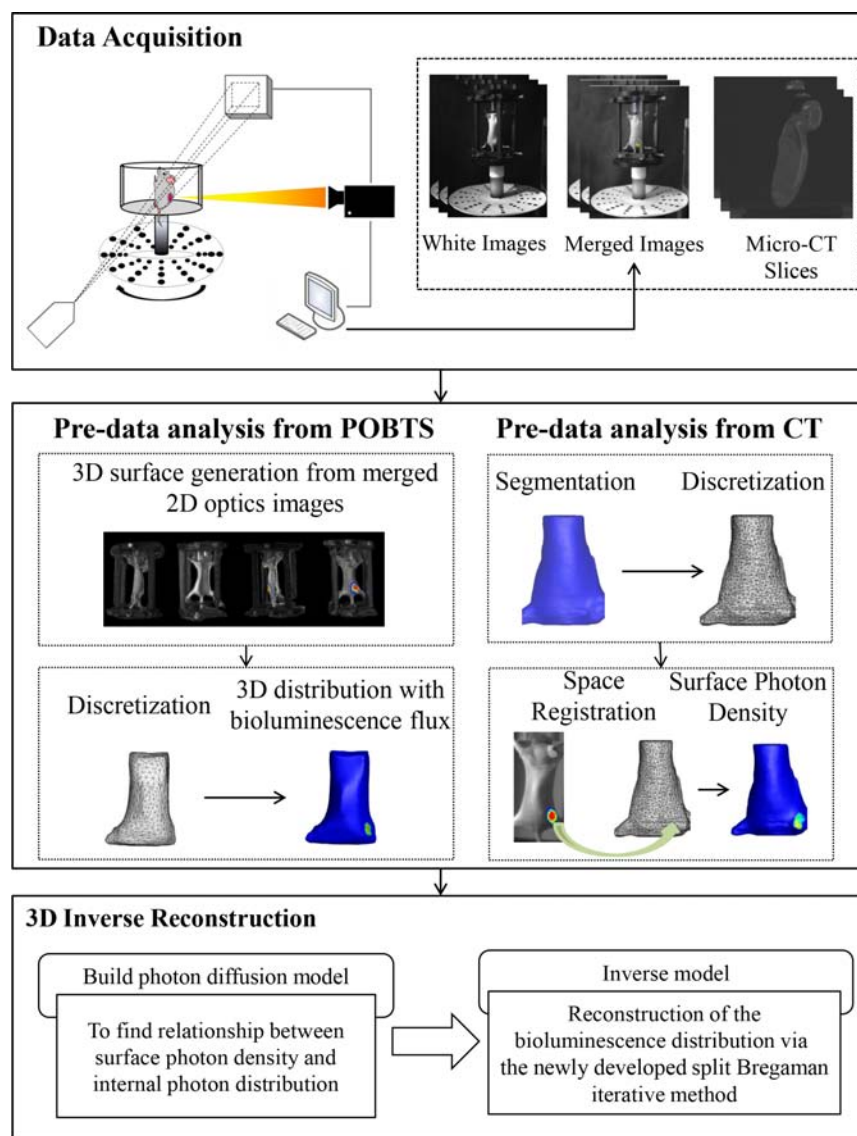 Data Acquisition
White Images
Merged Images
Micro-CT
Slices
Pre-data analysis from POBTS
3D surface generation from merged
2D optics images
Discretization
3D distribution with
bioluminescence flux
Pre-data analysis from CT
Segmentation
Discretization
Space
Registration
Surface Photon
Density
3D Inverse Reconstruction
Build photon diffusion model
To find relationship between
surface photon density and
internal photon distribution
Inverse model
Reconstruction of the
bioluminescence distribution via
the newly developed split Bregaman
iterative method